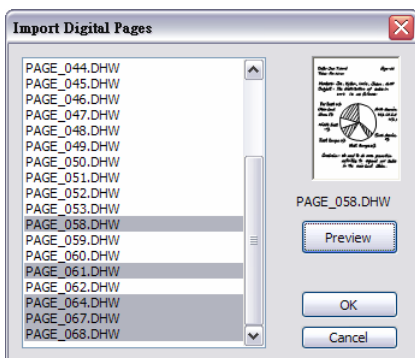 Import Digital Pages
PAGE_044.DHW
PAGE_045.DHW
PAGE_046.DHW
PAGE_047.DHW
PAGE_048.DHW
PAGE_049.DHW
PAGE_050.DHW
PAGE_051.DHW
PAGE_052.DHW
PAGE_053.DHW
PAGE_058.DHW
PAGE_059.DHW
PAGE_060.DHW
PAGE_061.DHW
PAGE_062.DHW
PAGE_064.DHW
PAGE_067.DHW
PAGE_068.DHW
PAGE_058.DHW
Preview
OK
Cancel